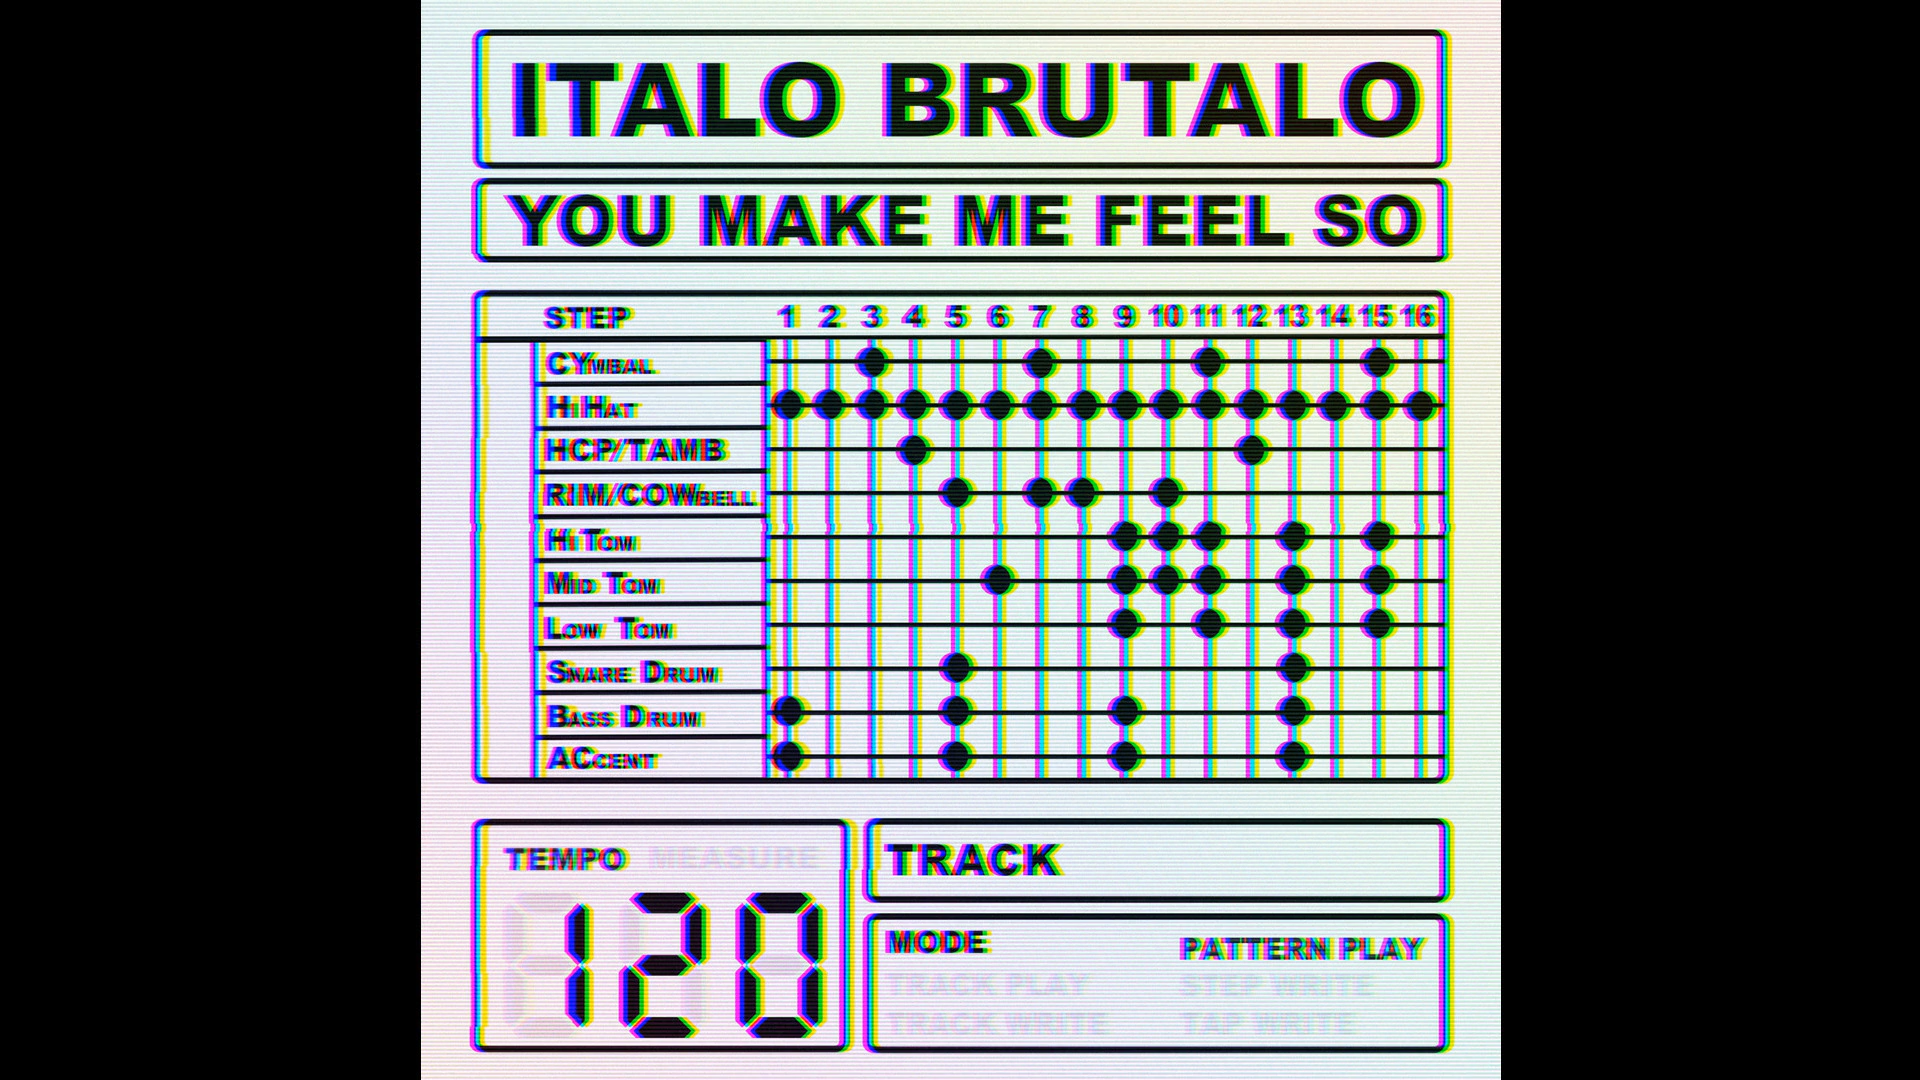 ITALO BRUTALO
YOU MAKE ME FEEL SO
STEP 1 2 3 4 5 6 7 8 9 10 11 12 13 14 15 16
CYMBAL
HI HAT
HCP/TAMB
RIM/COWBELL
HI TOM
MID TOM
LOW TOM
SNARE DRUM
BASS DRUM
ACCENT
TEMPO MEASURE
120
TRACK
MODE PATTERN PLAY
TRACK PLAY STEP WRITE
TRACK WRITE TAP WRITE